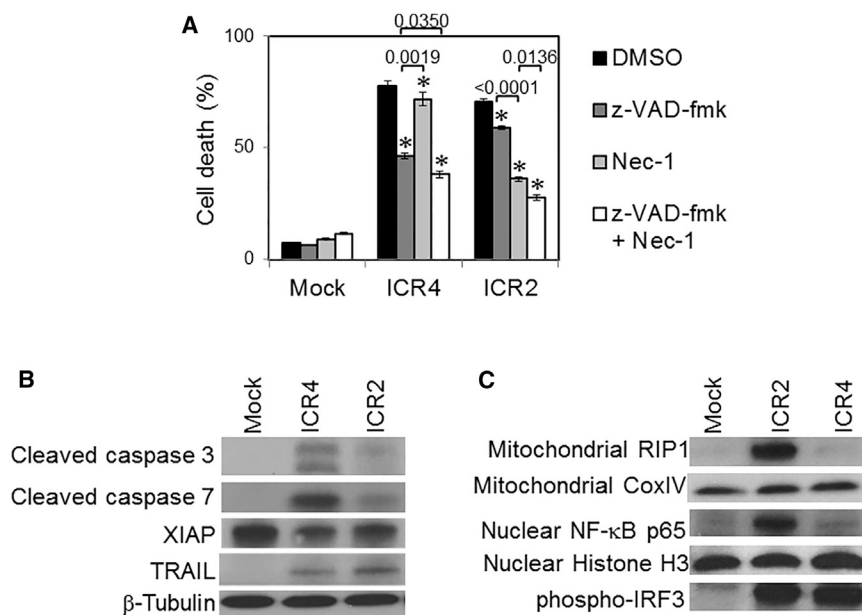 A
0.0350
0.0019
0.0136
<0.0001
* * * * * *
100
50
0
Cell death (%)
Mock ICR4 ICR2
DMSO
z-VAD-fmk
Nec-1
z-VAD-fmk
+ Nec-1
B
Mock ICR4 ICR2
Cleaved caspase 3
Cleaved caspase 7
XIAP
TRAIL
β-Tubulin
C
Mock ICR2 ICR4
Mitochondrial RIP1
Mitochondrial CoxIV
Nuclear NF-κB p65
Nuclear Histone H3
phospho-IRF3